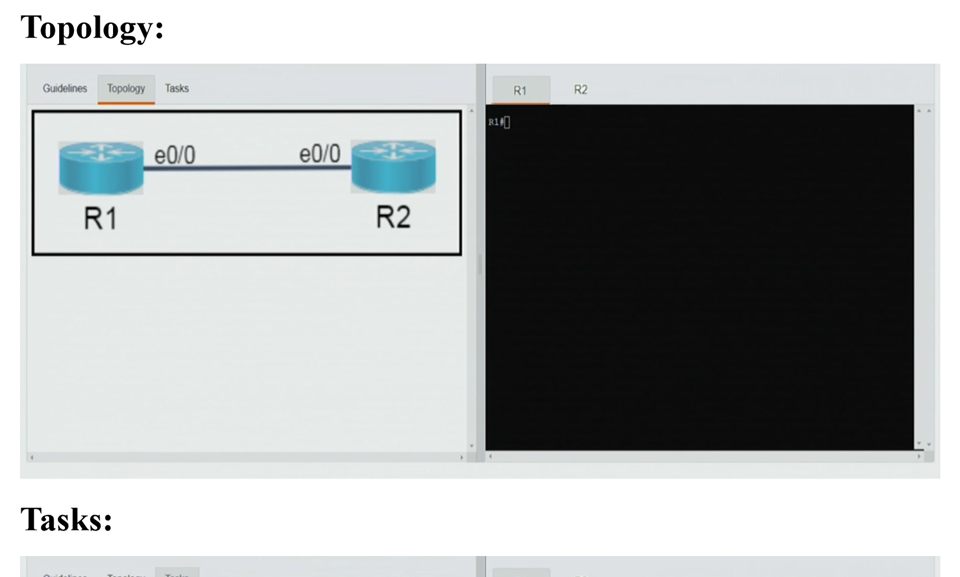 Topology:
Guidelines Topology Tasks
R1 R2
R1#
e0/0 e0/0
R1 R2
Tasks: